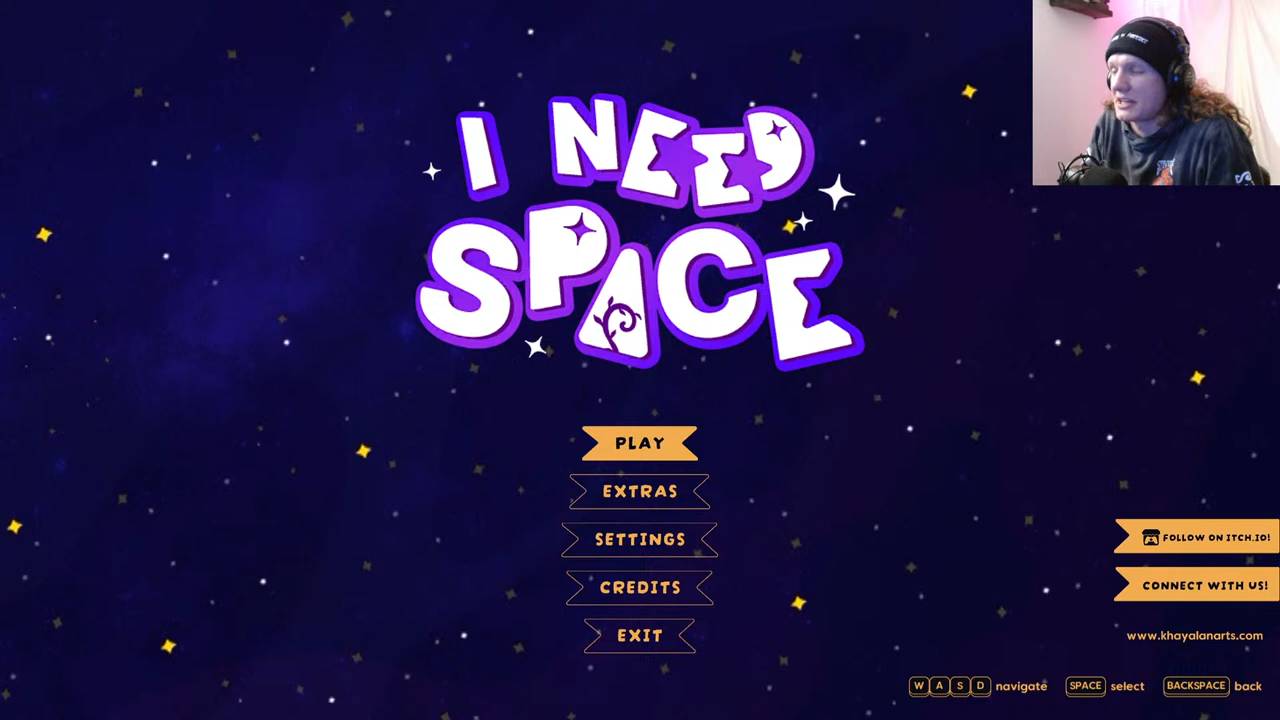 I NEED
SPACE
PLAY
EXTRAS
SETTINGS
CREDITS
EXIT
FOLLOW ON ITCH.IO!
CONNECT WITH US!
www.khayalanarts.com
W A S D navigate SPACE select BACKSPACE back